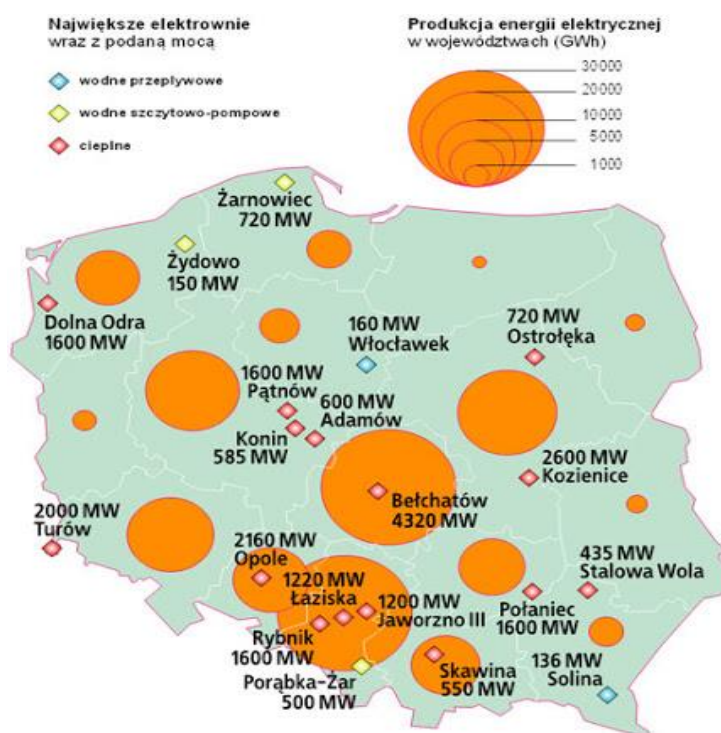 Największe elektrownie
wraz z podaną mocą
wodne przepływowe
wodne szczytowo-pompowe
cieplne
Produkcja energii elektrycznej
w województwach (GWh)
30000
20000
10000
5000
1000
Żarnowiec
720 MW
Żydowo
150 MW
Dolna Odra
1600 MW
160 MW
Włocławek
720 MW
Ostrołęka
1600 MW
Pątnów
600 MW
Adamów
Konin
585 MW
2600 MW
Kozienice
Bełchatów
4320 MW
2000 MW
Turów
2160 MW
Opole
435 MW
Stalowa Wola
1220 MW
Łaziska
1200 MW
Jaworzno III
Połaniec
1600 MW
Rybnik
1600 MW
Porąbka-Żar
500 MW
Skawina
550 MW
136 MW
Solina